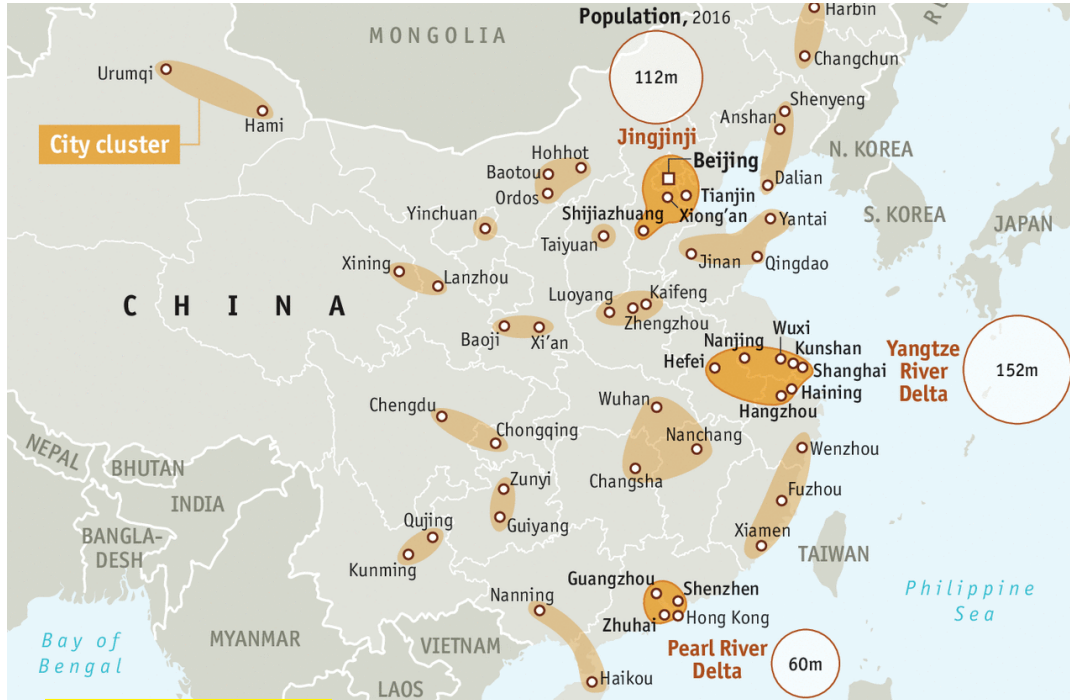 Population, 2016
Harbin
MONGOLIA
RU
Changchun
Urumqi
112m
Hami
Shenyeng
Anshan
City cluster
Jingjinji
Hohhot
Beijing
N. KOREA
Baotou
Dalian
Ordos
Tianjin
Yinchuan
Shijiazhuang
Xiong’an
Yantai
S. KOREA
JAPAN
Taiyuan
Xining
Jinan
Qingdao
Lanzhou
CHINA
Luoyang
Kaifeng
Zhengzhou
Baoji
Xi’an
Wuxi
Nanjing
Kunshan
Hefei
Shanghai
Yangtze
River
Delta
152m
Haining
Hangzhou
Chengdu
Wuhan
Chongqing
Nanchang
NEPAL
BHUTAN
Wenzhou
Changsha
Zunyi
INDIA
Fuzhou
Qujing
Guiyang
BANGLA-
DESH
Xiamen
Kunming
TAIWAN
Guangzhou
Shenzhen
Philippine
Sea
Nanning
Hong Kong
Zhuhai
Bay of
Bengal
MYANMAR
VIETNAM
Pearl River
Delta
60m
Haikou
LAOS